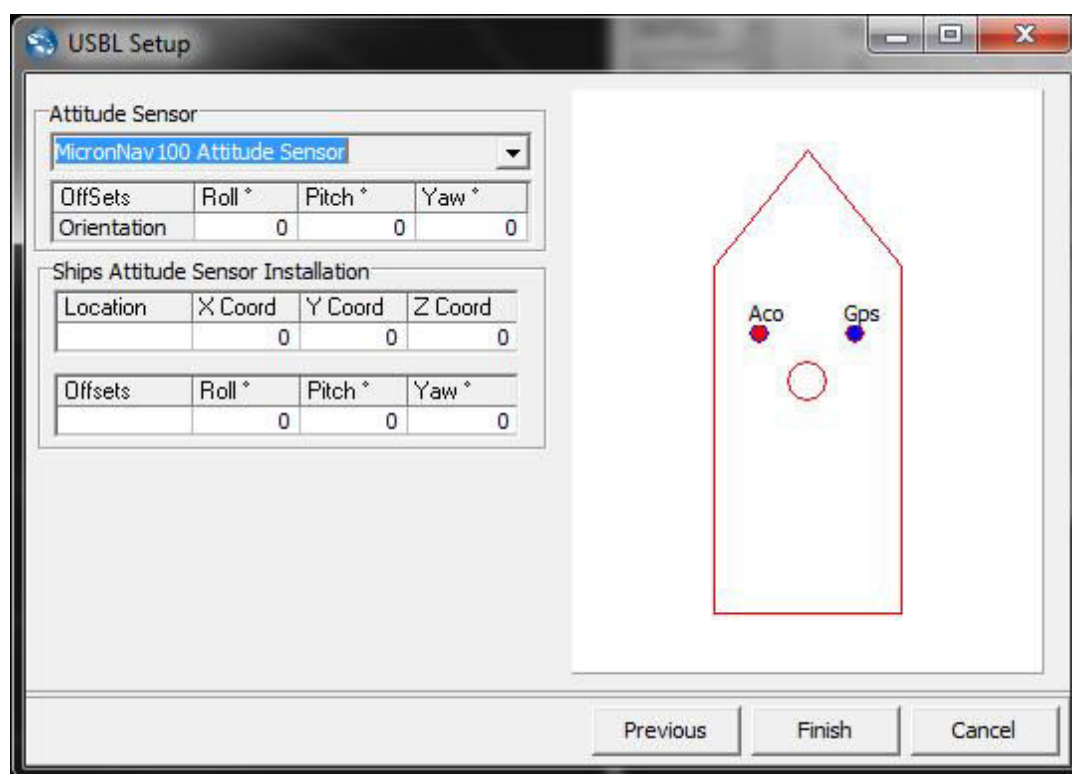 USBL Setup
Attitude Sensor
MicronNav100 Attitude Sensor
OffSets Roll ° Pitch ° Yaw °
Orientation 0 0 0
Ships Attitude Sensor Installation
Location X Coord Y Coord Z Coord
0 0 0
Offsets Roll ° Pitch ° Yaw °
0 0 0
Aco Gps
Previous Finish Cancel